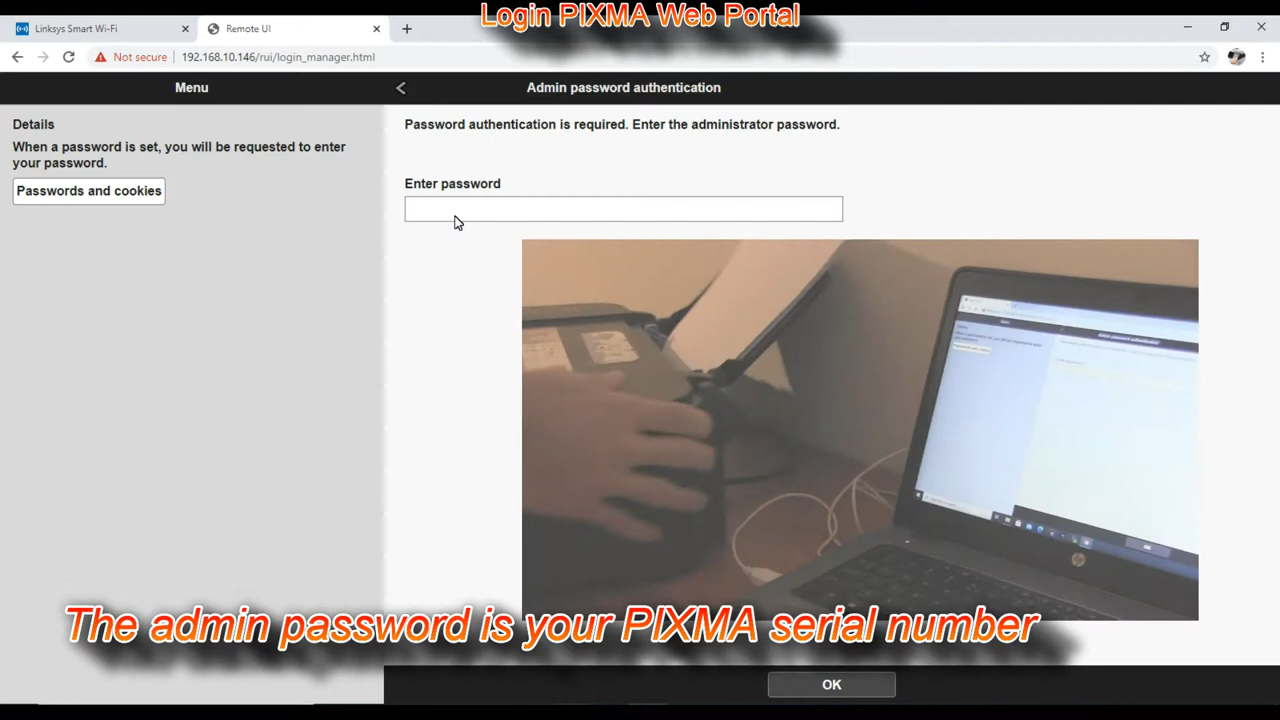 Login PIXMA Web Portal
Linksys Smart Wi-Fi
Remote UI
Not secure
192.168.10.146/rui/login_manager.html
Menu
Admin password authentication
Details
When a password is set, you will be requested to enter
your password.
Passwords and cookies
Password authentication is required. Enter the administrator password.
Enter password
The admin password is your PIXMA serial number
OK